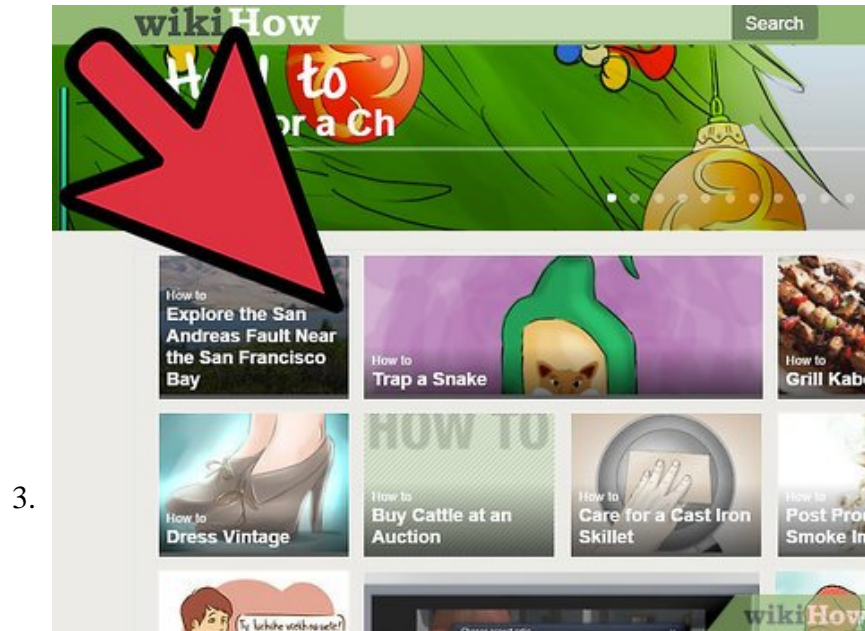 wikiHow
Search
to
or a Ch
How to
Explore the San
Andreas Fault Near
the San Francisco
Bay
How to
Trap a Snake
How to
Grill Kab
3.
How to
Dress Vintage
HOW TO
How to
Buy Cattle at an
Auction
How to
Care for a Cast Iron
Skillet
How to
Post Pro
Smoke In
wikiHow